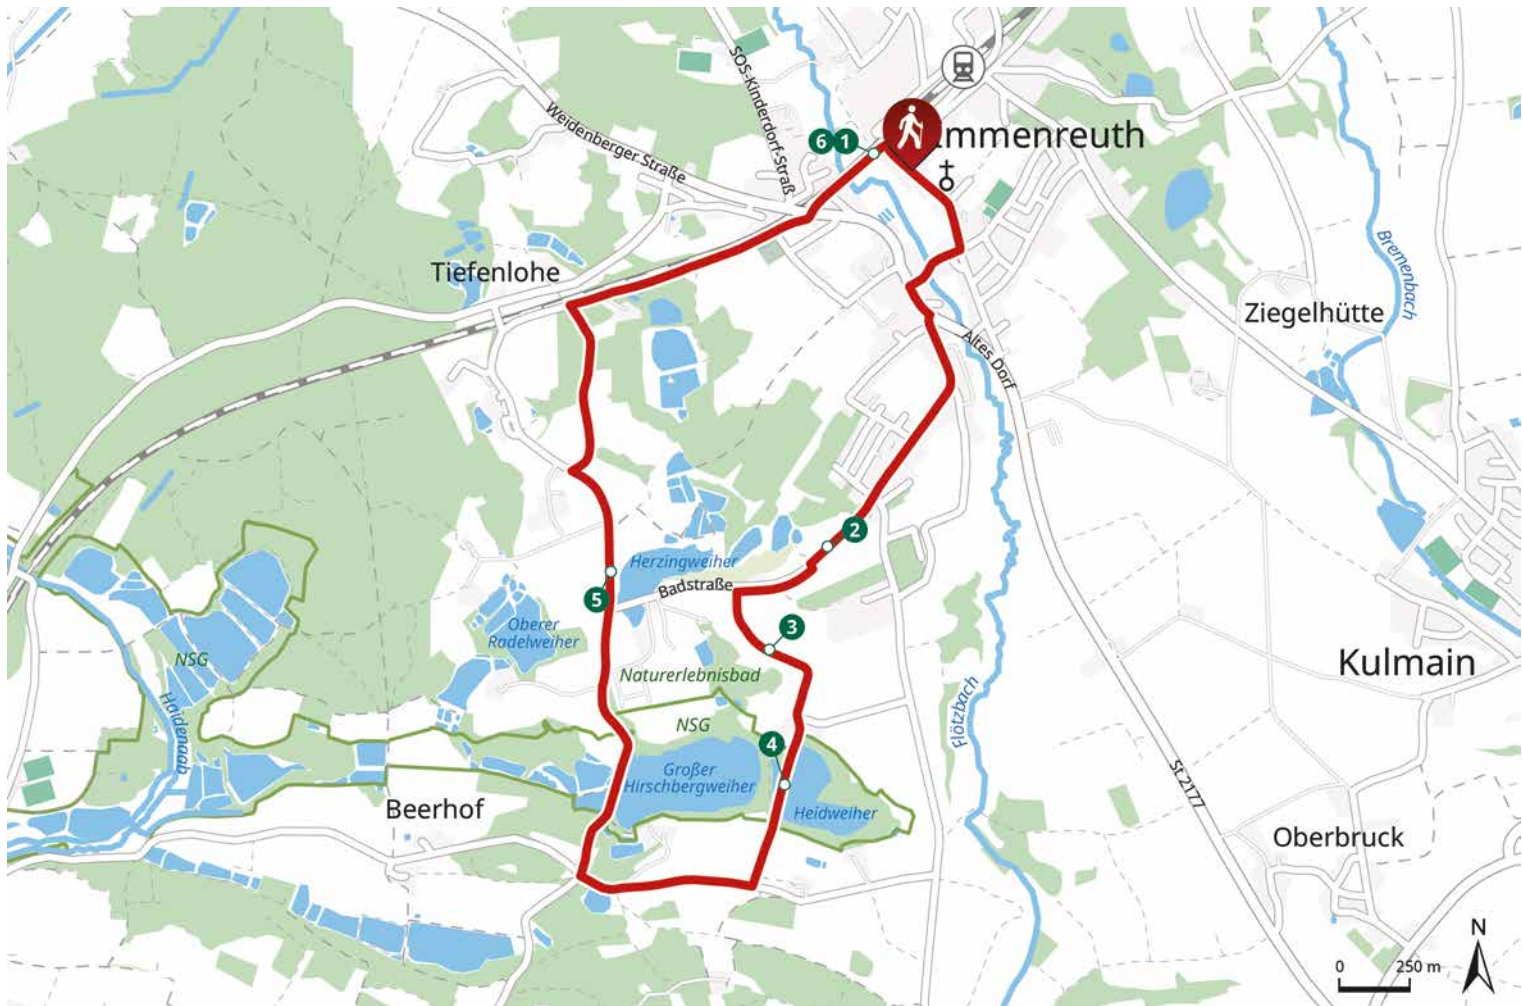 SOS-Kinderdorf-Straß
Weidenberger Straße
6 1
mmenreuth
Bremenbach
Tiefenlohe
Ziegelhütte
Altes Dorf
2
Herzingweiher
Badstraße
5
Oberer
Radelweiher
3
NSG
Kulmain
Naturerlebnisbad
Haidenaab
NSG
Flötzbach
4
Großer
Hirschbergweiher
St 2177
Beerhof
Heidweiher
Oberbruck
N
0 250 m